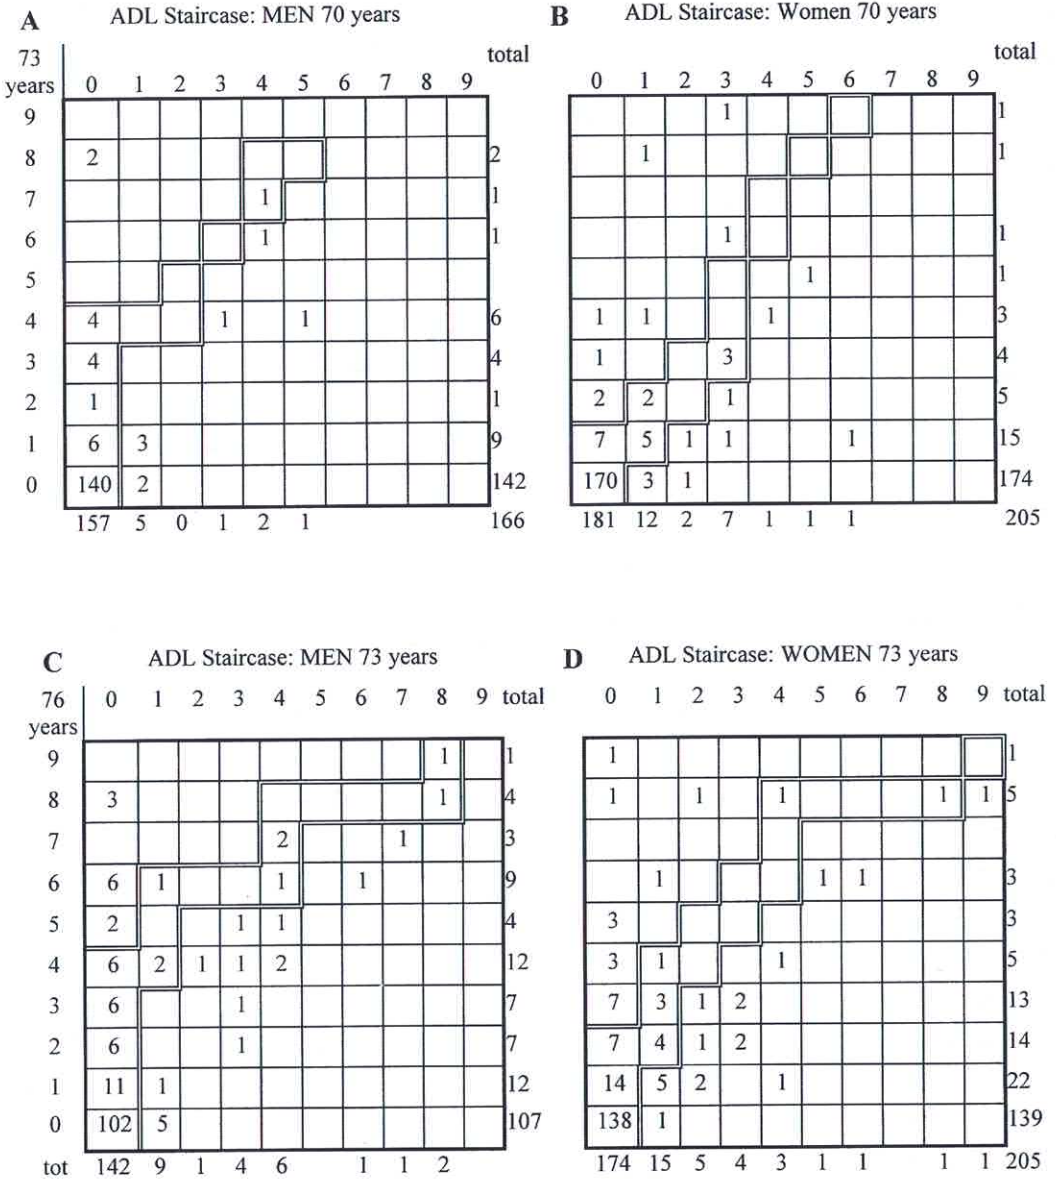 A ADL Staircase: MEN 70 years
73 total
years 0 1 2 3 4 5 6 7 8 9
9
8 2 2
7 1 1
6 1 1
5
4 4 1 1 6
3 4 4
2 1 1
1 6 3 9
0 140 2 142
157 5 0 1 2 1 166
B ADL Staircase: Women 70 years
total
0 1 2 3 4 5 6 7 8 9
1 1
1 1
1 1
1 1
1 1 1 3
1 3 4
2 2 1 5
7 5 1 1 1 15
170 3 1 174
181 12 2 7 1 1 1 205
C ADL Staircase: MEN 73 years
76 0 1 2 3 4 5 6 7 8 9 total
years
9 1 1
8 3 1 4
7 2 1 3
6 6 1 1 1 9
5 2 1 1 4
4 6 2 1 1 2 12
3 6 1 7
2 6 1 7
1 11 1 12
0 102 5 107
tot 142 9 1 4 6 1 1 2
D ADL Staircase: WOMEN 73 years
0 1 2 3 4 5 6 7 8 9 total
1 1
1 1 1 1 1 5
1 1 1 3
3 3
3 1 1 5
7 3 1 2 13
7 4 1 2 14
14 5 2 1 22
138 1 139
174 15 5 4 3 1 1 1 1 205